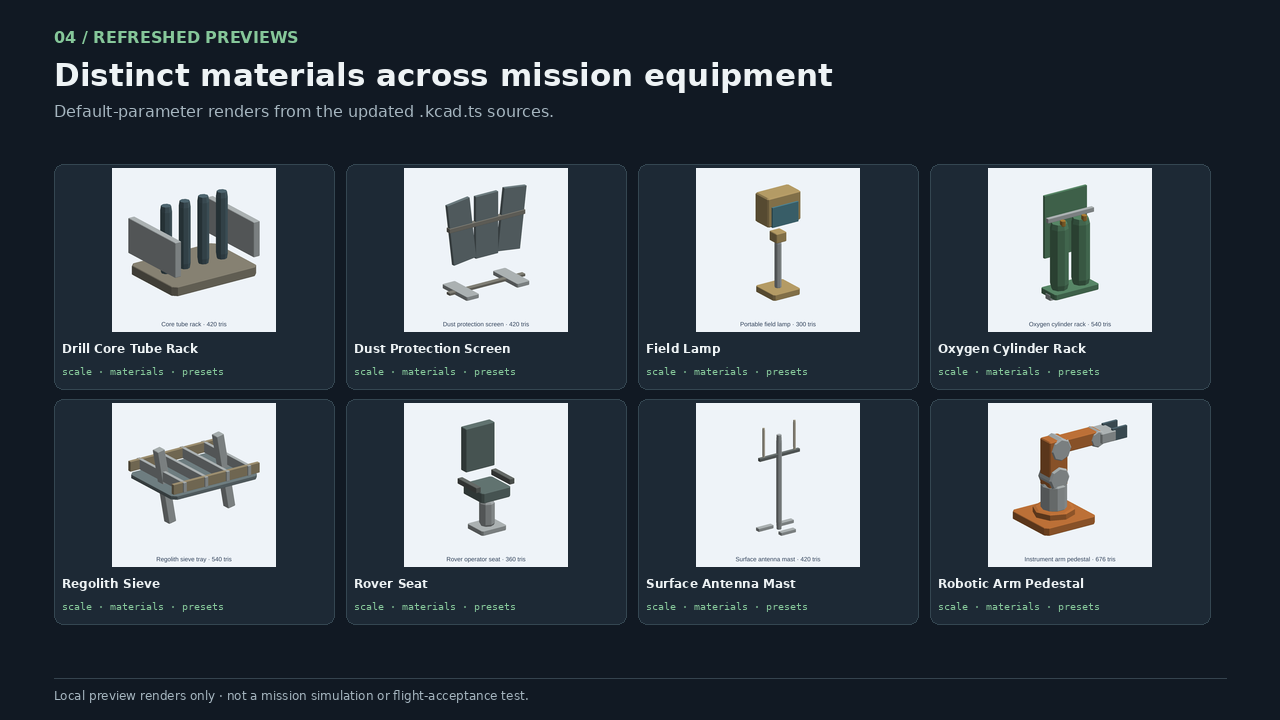 04 / REFRESHED PREVIEWS
Distinct materials across mission equipment
Default-parameter renders from the updated .kcad.ts sources.
Core tube rack · 420 tris
Drill Core Tube Rack
scale · materials · presets
Dust protection screen · 420 tris
Dust Protection Screen
scale · materials · presets
Portable field lamp · 300 tris
Field Lamp
scale · materials · presets
Oxygen cylinder rack · 540 tris
Oxygen Cylinder Rack
scale · materials · presets
Regolith sieve tray · 540 tris
Regolith Sieve
scale · materials · presets
Rover operator seat · 360 tris
Rover Seat
scale · materials · presets
Surface antenna mast · 420 tris
Surface Antenna Mast
scale · materials · presets
Instrument arm pedestal · 676 tris
Robotic Arm Pedestal
scale · materials · presets
Local preview renders only · not a mission simulation or flight-acceptance test.